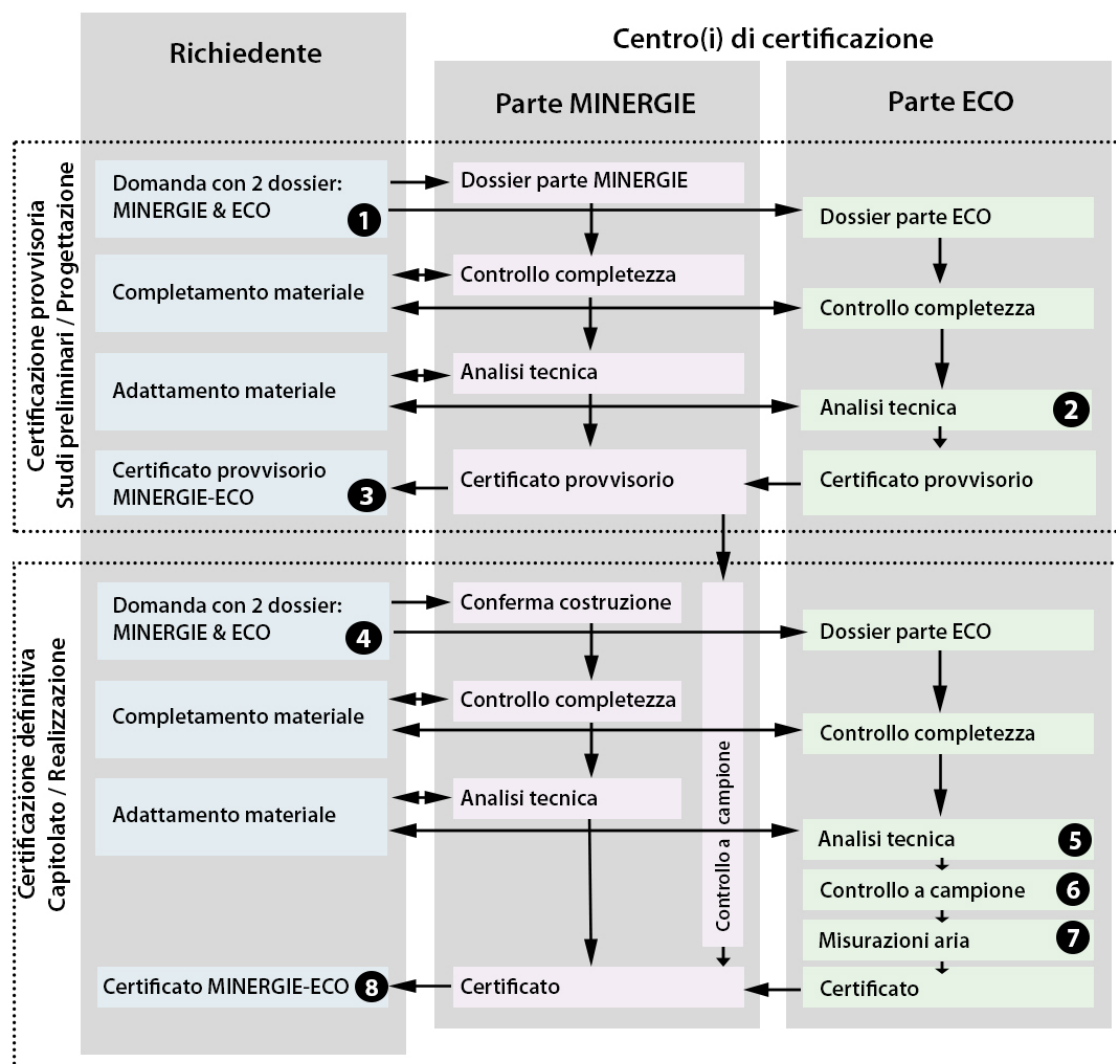 Centro(i) di certificazione
Richiedente
Parte MINERGIE
Parte ECO
Certificazione provvisoria
Studi preliminari / Progettazione
Domanda con 2 dossier:
MINERGIE & ECO
1
Dossier parte MINERGIE
Dossier parte ECO
Completamento materiale
Controllo completezza
Controllo completezza
Adattamento materiale
Analisi tecnica
Analisi tecnica
2
Certificato provvisorio
MINERGIE-ECO
3
Certificato provvisorio
Certificato provvisorio
Certificazione definitiva
Capitolato / Realizzazione
Domanda con 2 dossier:
MINERGIE & ECO
4
Conferma costruzione
Dossier parte ECO
Completamento materiale
Controllo completezza
Controllo completezza
Adattamento materiale
Analisi tecnica
Controllo a campione
Analisi tecnica
5
Controllo a campione
6
Misurazioni aria
7
Certificato MINERGIE-ECO
8
Certificato
Certificato